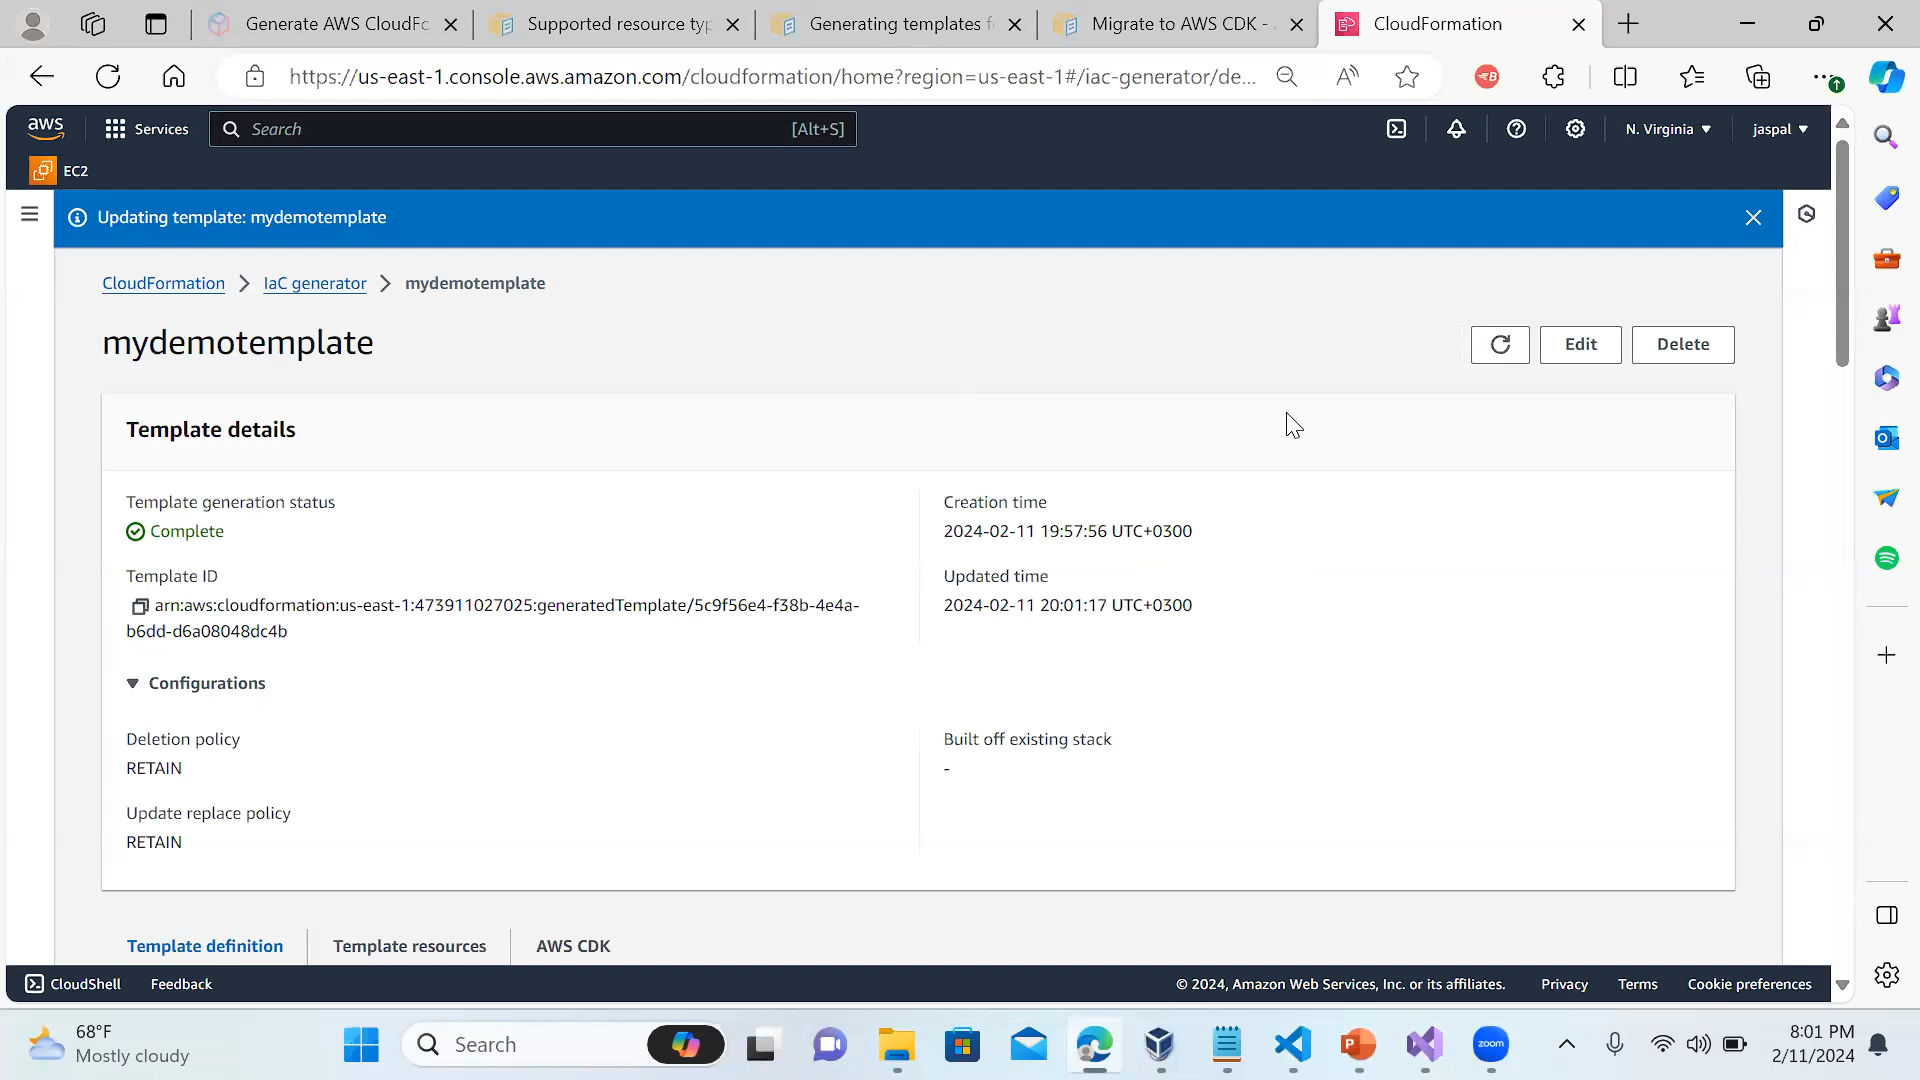 Generate AWS CloudFo
Supported resource typ
Generating templates f
Migrate to AWS CDK -
CloudFormation
https://us-east-1.console.aws.amazon.com/cloudformation/home?region=us-east-1#/iac-generator/de...
aws
Services
Search
[Alt+S]
N. Virginia
jaspal
EC2
Updating template: mydemotemplate
CloudFormation
IaC generator
mydemotemplate
mydemotemplate
Edit
Delete
Template details
Template generation status
Complete
Creation time
2024-02-11 19:57:56 UTC+0300
Template ID
arn:aws:cloudformation:us-east-1:473911027025:generatedTemplate/5c9f56e4-f38b-4e4a-
b6dd-d6a08048dc4b
Updated time
2024-02-11 20:01:17 UTC+0300
Configurations
Deletion policy
RETAIN
Built off existing stack
-
Update replace policy
RETAIN
Template definition
Template resources
AWS CDK
CloudShell
Feedback
© 2024, Amazon Web Services, Inc. or its affiliates.
Privacy
Terms
Cookie preferences
68°F
Mostly cloudy
Search
zoom
8:01 PM
2/11/2024